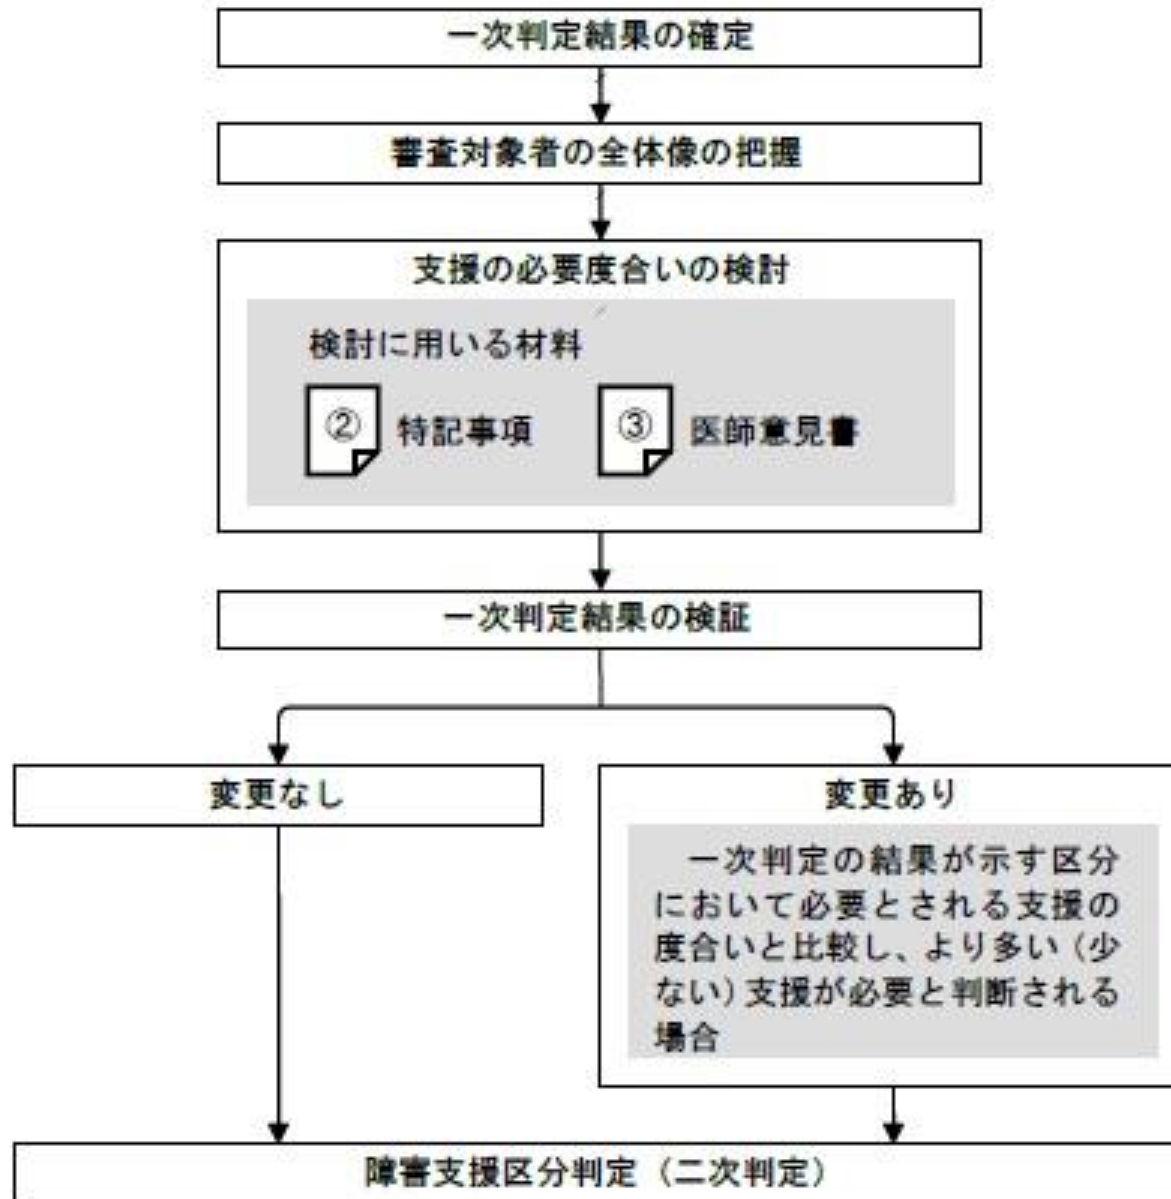 一次判定結果の確定
審査対象者の全体像の把握
支援の必要度合いの検討
検討に用いる材料
② 特記事項 ③ 医師意見書
一次判定結果の検証
変更なし
変更あり
一次判定の結果が示す区分
において必要とされる支援の
度合いと比較し、より多い（少
ない）支援が必要と判断される
場合
障害支援区分判定（二次判定）